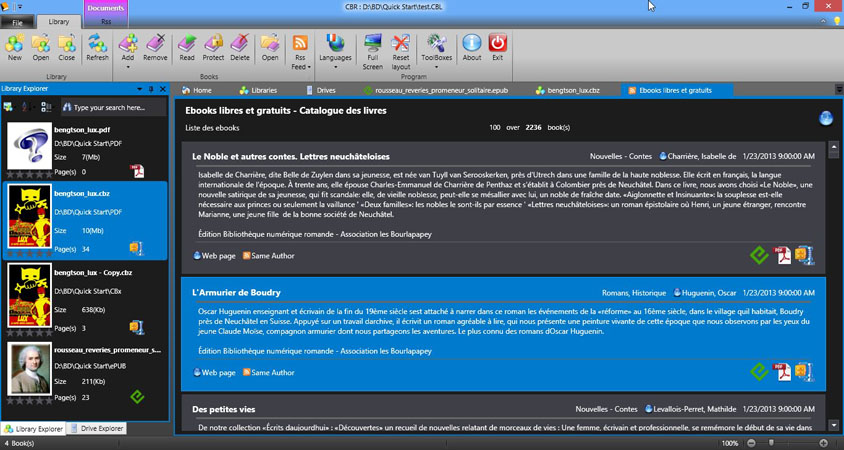 CBR : D:\BD\Quick Start\test.CBL
Documents
File
Library
Rss
New
Open
Close
Refresh
Add
Remove
Read
Protect
Delete
Open
Rss
Feed
Languages
Full
Screen
Reset
layout
ToolBoxes
About
Exit
Library
Books
Program
Library Explorer
Home
Libraries
Drives
rousseau_reveries_promeneur_solitaire.epub
bengtson_lux.cbz
Ebooks libres et gratuits
Type your search here...
bengtson_lux.pdf
D:\BD\Quick Start\PDF
Size 7(Mb)
Page(s) 0
bengtson_lux.cbz
D:\BD\Quick Start\PDF
Size 10(Mb)
Page(s) 34
bengtson_lux - Copy.cbz
D:\BD\Quick Start\CBx
Size 638(Kb)
Page(s) 3
rousseau_reveries_promeneur_s...
D:\BD\Quick Start\ePUB
Size 211(Kb)
Page(s) 23
Library Explorer
Drive Explorer
Ebooks libres et gratuits - Catalogue des livres
Liste des ebooks
100 over 2236 book(s)
Le Noble et autres contes. Lettres neuchâteloises
Nouvelles - Contes
Charrière, Isabelle de
1/23/2013 9:00:00 AM
Isabelle de Charrière, dite Belle de Zuylen dans sa jeunesse, est née van Tuyll van Serooskerken, près d'Utrech dans une famille de la haute noblesse. Elle écrit en français, la langue
internationale de l'époque. À trente ans, elle épouse Charles-Emmanuel de Charrière de Penthaz et s'établit à Colombier près de Neuchâtel. Dans ce livre, nous avons choisi «Le Noble», une
nouvelle satirique de sa jeunesse, qui fit scandale: elle, de vieille noblesse, peut-elle se mésallier avec lui, un noble de fraîche date. «Aiglonnette et Insinuante»: la souplesse est-elle
nécessaire aux princes ou seulement la vaillance ' «Deux familles»: les nobles le sont-ils par essence ' «Lettres neuchâteloises»: un roman épistolaire où Henri, un jeune étranger, rencontre
Marianne, une jeune fille de la bonne société de Neuchâtel.
Édition Bibliothèque numérique romande - Association les Bourlapapey
Web page
Same Author
PDF
L'Armurier de Boudry
Romans, Historique
Huguenin, Oscar
1/23/2013 9:00:00 AM
Oscar Huguenin enseignant et écrivain de la fin du 19ème siècle sest attaché à narrer dans ce roman les événements de la «réforme» au 16ème siècle, dans le village quil habitait, Boudry
près de Neuchâtel en Suisse. Appuyé sur un travail darchive, il écrivit un roman agréable à lire, qui nous présente une peinture vivante de cette époque que nous observons par les yeux du
jeune Claude Moise, compagnon armurier dont nous partageons les aventures. Le plus connu des romans dOscar Huguenin.
Édition Bibliothèque numérique romande - Association les Bourlapapey
Web page
Same Author
PDF
Des petites vies
Nouvelles - Contes
Levallois-Perret, Mathilde
1/23/2013 9:00:00 AM
De notre collection «Écrits daujourdhui» : «Découvertes» un recueil de nouvelles relatant de morceaux de vies : Une femme, écrivain et professionnelle, se remémore le début de sa vie dans
4 Book(s)
100%